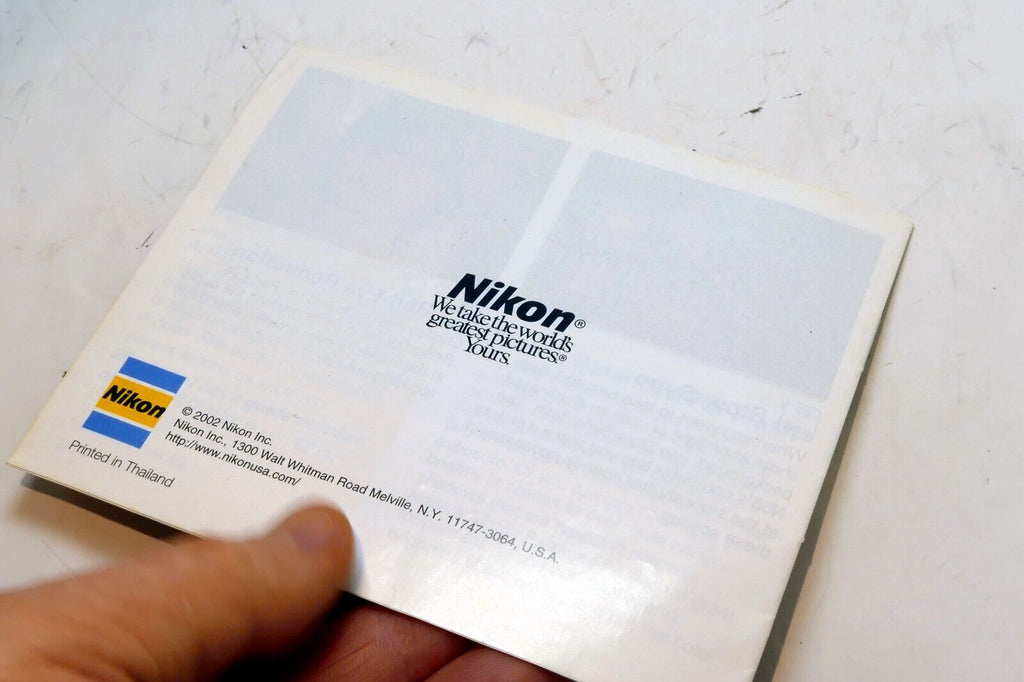 Nikon®
We take the world's
greatest pictures.®
Yours.
Nikon
© 2002 Nikon Inc.
Nikon Inc., 1300 Walt Whitman Road Melville, N.Y. 11747-3064, U.S.A.
http://www.nikonusa.com/
Printed in Thailand